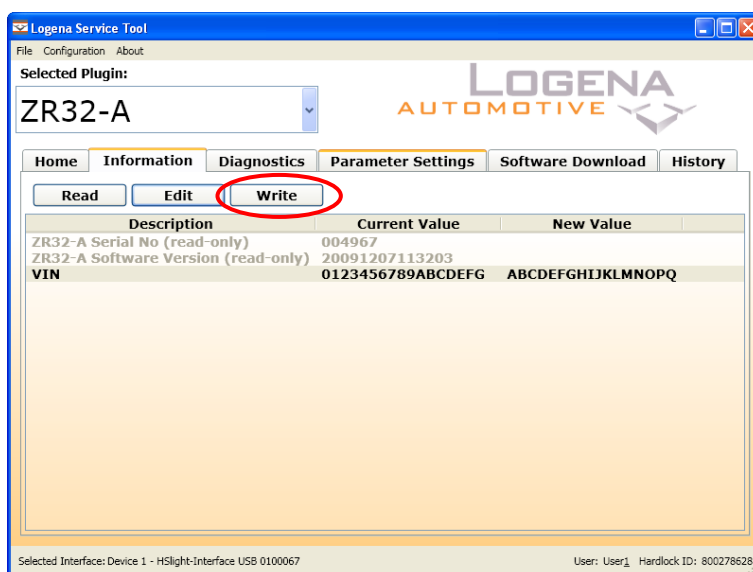 Logena Service Tool
File Configuration About
Selected Plugin:
LOGENA
AUTOMOTIVE
ZR32-A
Home Information Diagnostics Parameter Settings Software Download History
Read Edit Write
Description Current Value New Value
ZR32-A Serial No (read-only) 004967
ZR32-A Software Version (read-only) 20091207113203
VIN 0123456789ABCDEFG ABCDEFGHIJKLMNOPQ
Selected Interface: Device 1 - HSlight-Interface USB 0100067 User: User1 Hardlock ID: 800278628